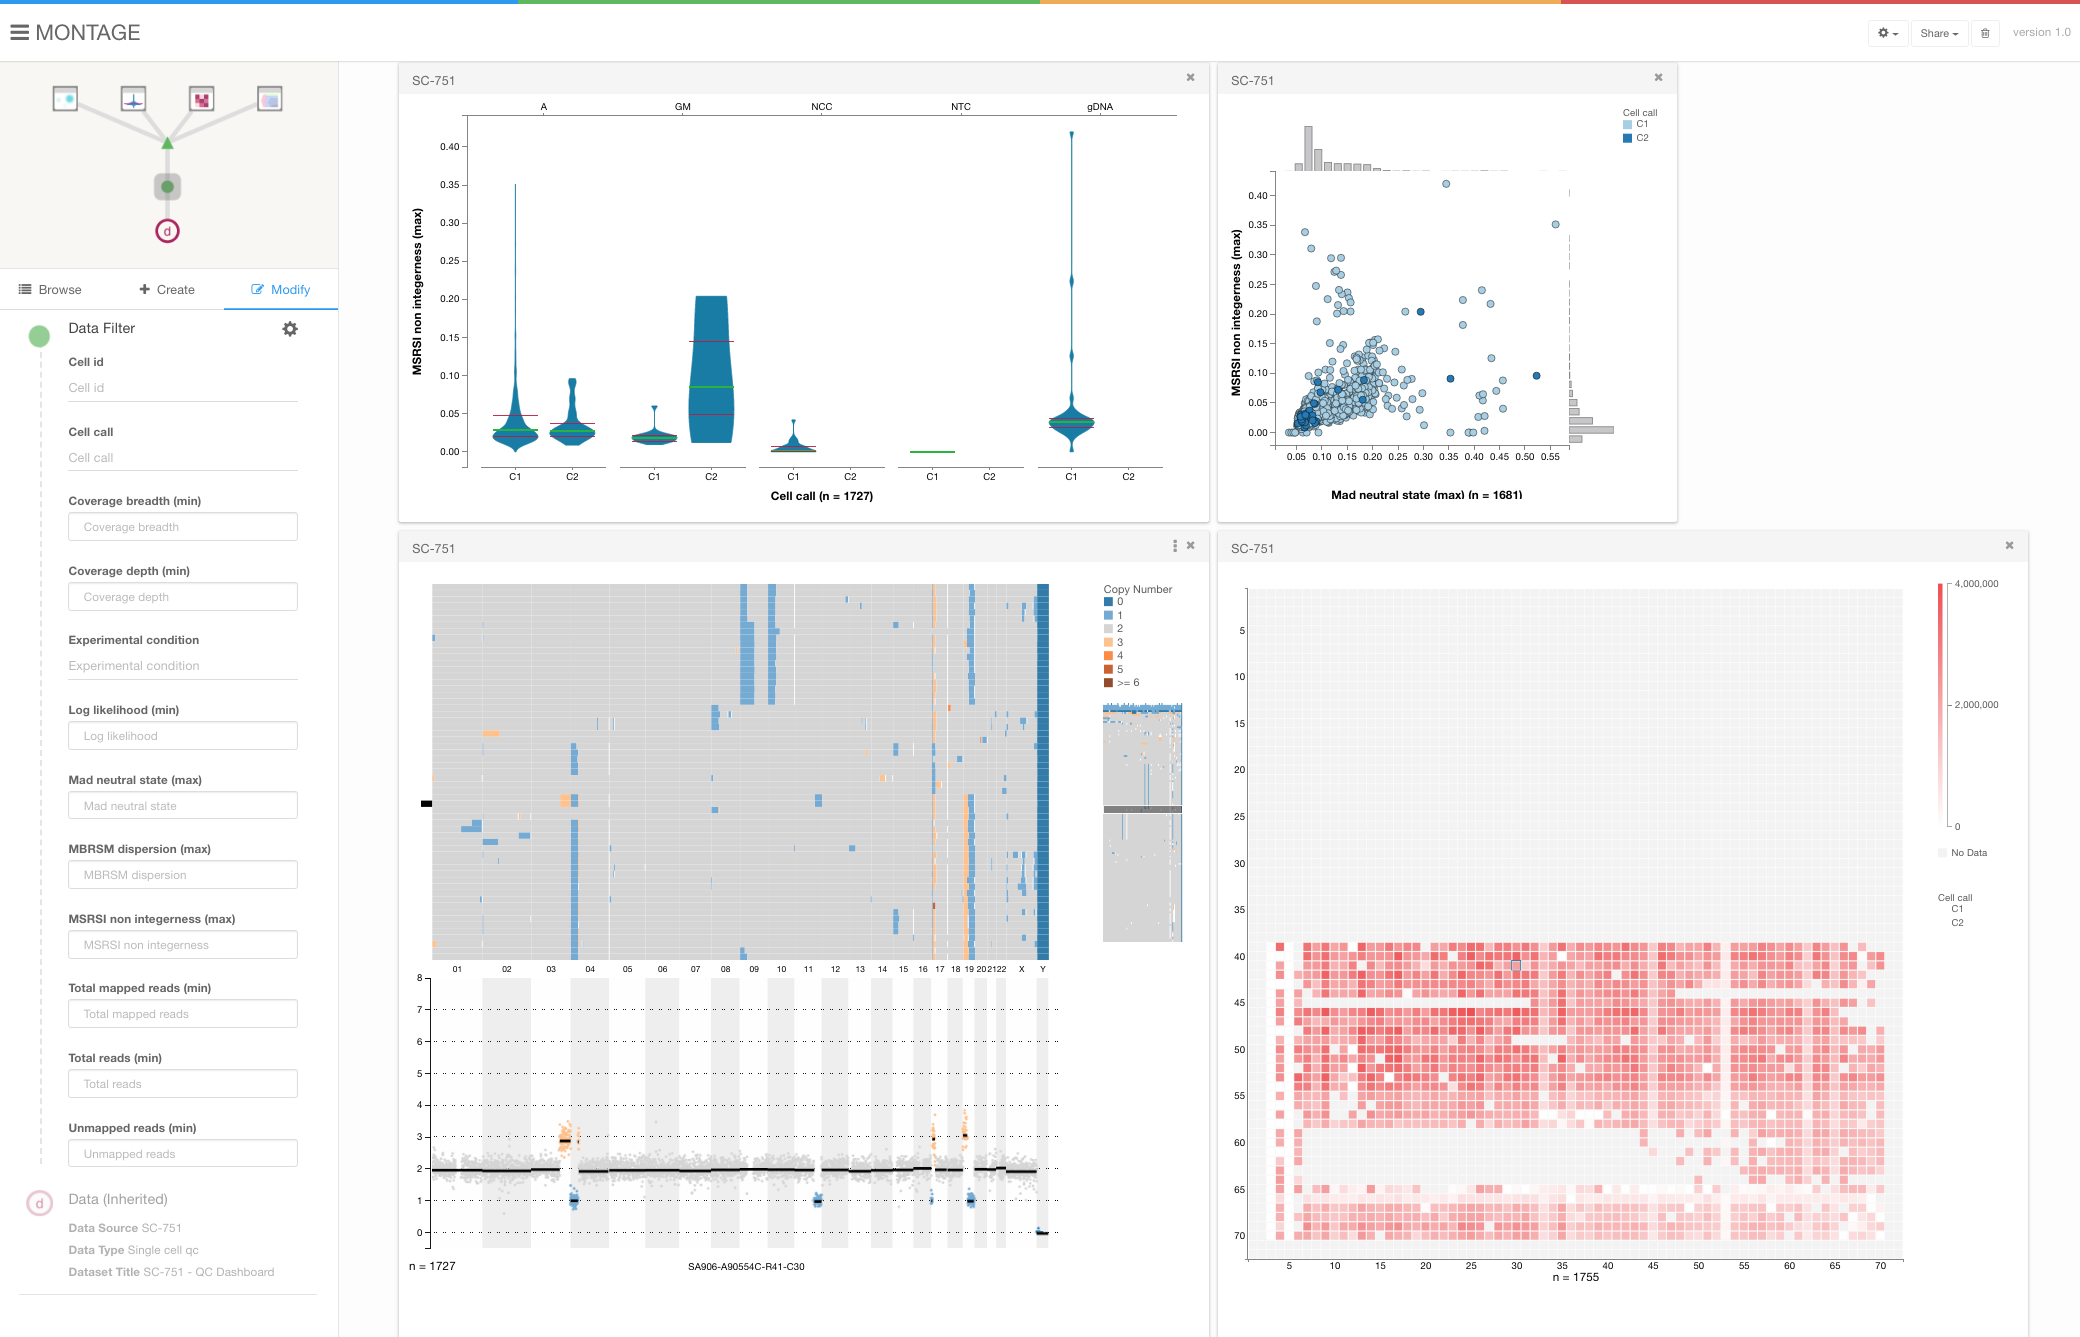 MONTAGE
Share
version 1.0
d
Browse
Create
Modify
Data Filter
Cell id
Cell id
Cell call
Cell call
Coverage breadth (min)
Coverage breadth
Coverage depth (min)
Coverage depth
Experimental condition
Experimental condition
Log likelihood (min)
Log likelihood
Mad neutral state (max)
Mad neutral state
MBRSM dispersion (max)
MBRSM dispersion
MSRSI non integerness (max)
MSRSI non integerness
Total mapped reads (min)
Total mapped reads
Total reads (min)
Total reads
Unmapped reads (min)
Unmapped reads
d
Data (Inherited)
Data Source SC-751
Data Type Single cell qc
Dataset Title SC-751 - QC Dashboard
SC-751
A GM NCC NTC gDNA
MSRSI non integerness (max)
0.40
0.35
0.30
0.25
0.20
0.15
0.10
0.05
0.00
C1 C2 C1 C2 C1 C2 C1 C2 C1 C2
Cell call (n = 1727)
SC-751
Cell call
C1
C2
MSRSI non integerness (max)
0.40
0.35
0.30
0.25
0.20
0.15
0.10
0.05
0.00
0.05 0.10 0.15 0.20 0.25 0.30 0.35 0.40 0.45 0.50 0.55
Mad neutral state (max) (n = 1681)
SC-751
Copy Number
0
1
2
3
4
5
>= 6
01 02 03 04 05 06 07 08 09 10 11 12 13 14 15 16 17 18 19 20 21 22 X Y
8
7
6
5
4
3
2
1
0
n = 1727
SA906-A90554C-R41-C30
SC-751
5
10
15
20
25
30
35
40
45
50
55
60
65
70
5 10 15 20 25 30 35 40 45 50 55 60 65 70
n = 1755
4,000,000
2,000,000
0
No Data
Cell call
C1
C2